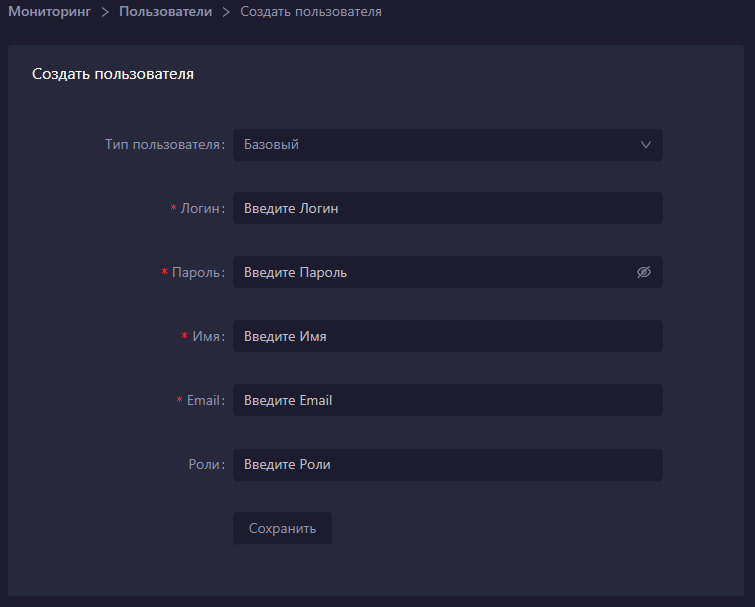 Мониторинг > Пользователи > Создать пользователя
Создать пользователя
Тип пользователя: Базовый
* Логин: Введите Логин
* Пароль: Введите Пароль
* Имя: Введите Имя
* Email: Введите Email
Роли: Введите Роли
Сохранить